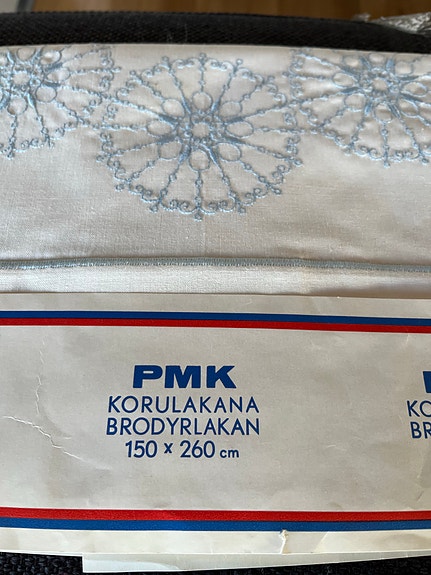 PMK
KORULAKANA
BRODYRLAKAN
150 x 260 cm